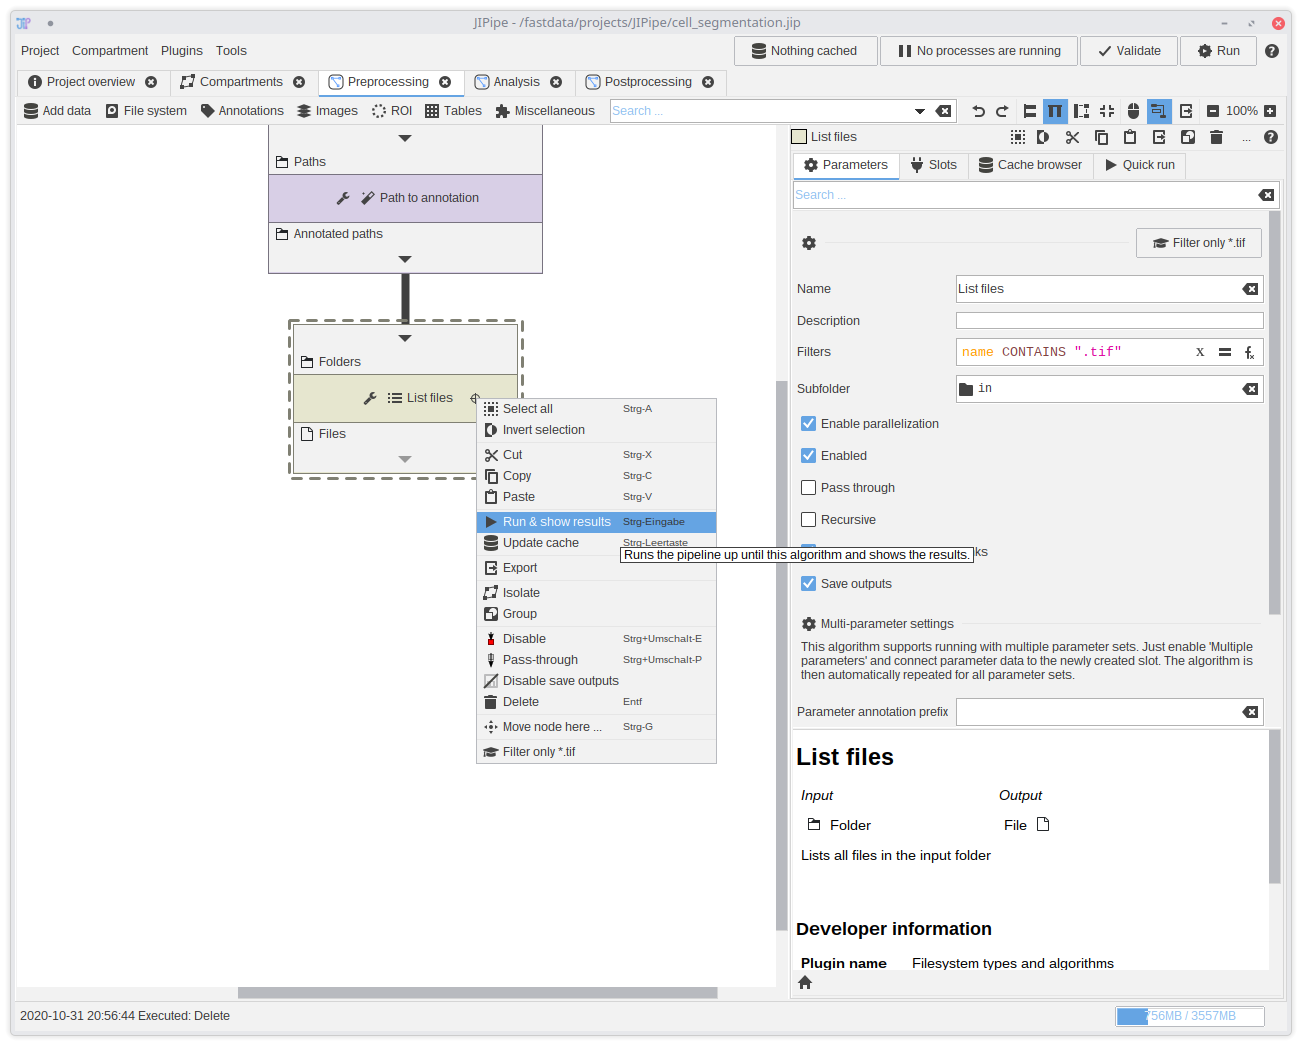 JIPipe - /fastdata/projects/JIPipe/cell_segmentation.jip
Project Compartment Plugins Tools
Nothing cached No processes are running Validate Run
Project overview Compartments Preprocessing Analysis Postprocessing
Add data File system Annotations Images ROI Tables Miscellaneous Search ... 100%
Paths
Path to annotation
Annotated paths
Folders
List files
Files
Select all Strg-A
Invert selection
Cut Strg-X
Copy Strg-C
Paste Strg-V
Run & show results Strg-Eingabe
Update cache Strg-Leertaste
Runs the pipeline up until this algorithm and shows the results.
Export
Isolate
Group
Disable Strg+Umschalt-E
Pass-through Strg+Umschalt-P
Disable save outputs
Delete Entf
Move node here ... Strg-G
Filter only *.tif
List files ...
Parameters Slots Cache browser Quick run
Search ...
Filter only *.tif
Name List files
Description
Filters name CONTAINS ".tif" X
Subfolder in
Enable parallelization
Enabled
Pass through
Recursive
Save outputs
Multi-parameter settings
This algorithm supports running with multiple parameter sets. Just enable 'Multiple
parameters' and connect parameter data to the newly created slot. The algorithm is
then automatically repeated for all parameter sets.
Parameter annotation prefix
List files
Input Output
Folder File
Lists all files in the input folder
Developer information
Plugin name Filesystem types and algorithms
2020-10-31 20:56:44 Executed: Delete
756MB / 3557MB